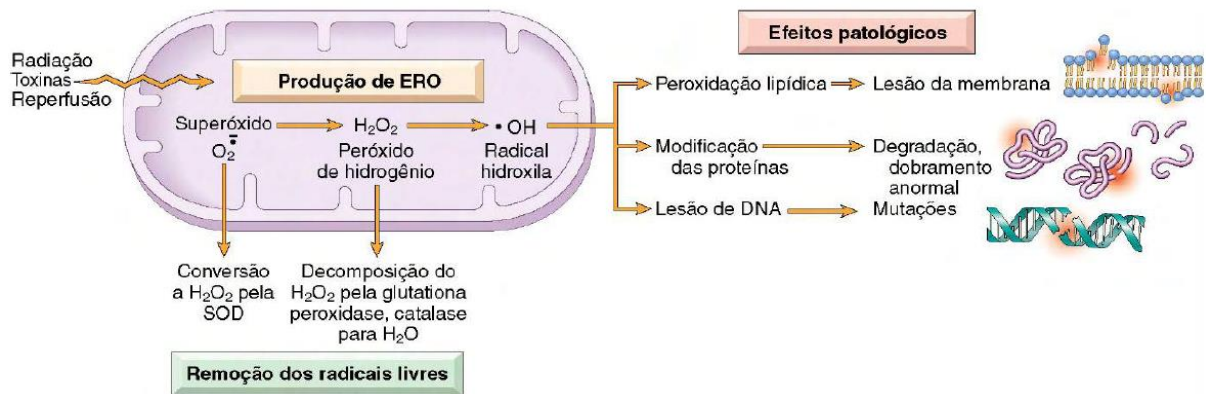 Efeitos patológicos
Radiação
Toxinas
Reperfusão
Produção de ERO
Superóxido
O₂•̄
H₂O₂
Peróxido
de hidrogênio
• OH
Radical
hidroxila
Peroxidação lipídica
Lesão da membrana
Modificação
das proteínas
Degradação,
dobramento
anormal
Lesão de DNA
Mutações
Conversão
a H₂O₂ pela
SOD
Decomposição do
H₂O₂ pela glutationa
peroxidase, catalase
para H₂O
Remoção dos radicais livres